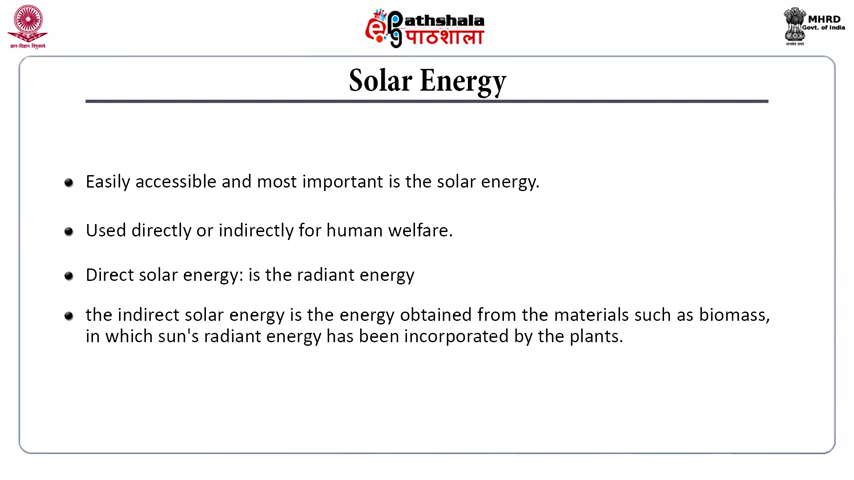 ज्ञान-विज्ञान विमुक्तये
ePathshala
पाठशाला
MHRD
Govt. of India
Solar Energy
Easily accessible and most important is the solar energy.
Used directly or indirectly for human welfare.
Direct solar energy: is the radiant energy
the indirect solar energy is the energy obtained from the materials such as biomass,
in which sun's radiant energy has been incorporated by the plants.